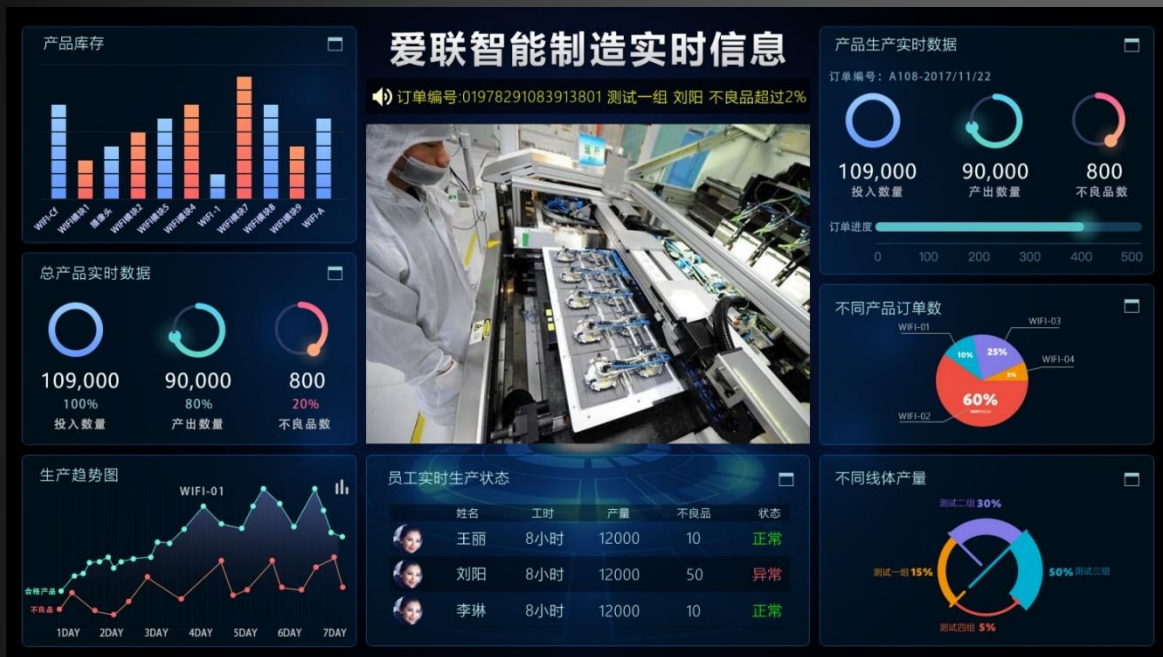 爱联智能制造实时信息
订单编号:01978291083913801 测试一组 刘阳 不良品超过2%
产品库存
WIFI-Cf
WIFI模块1
摄像头
WIFI模块2
WIFI模块5
WIFI模块4
WIFI-1
WIFI模块7
WIFI模块8
WIFI模块9
WIFI-A
总产品实时数据
109,000 90,000 800
100% 80% 20%
投入数量 产出数量 不良品数
生产趋势图
WIFI-01
合格产品
不良品
1DAY 2DAY 3DAY 4DAY 5DAY 6DAY 7DAY
员工实时生产状态
姓名 工时 产量 不良品 状态
王丽 8小时 12000 10 正常
刘阳 8小时 12000 50 异常
李琳 8小时 12000 10 正常
产品生产实时数据
订单编号：A108-2017/11/22
109,000 90,000 800
投入数量 产出数量 不良品数
订单进度
0 100 200 300 400 500
不同产品订单数
WIFI-01
WIFI-03
WIFI-04
WIFI-02
10%
25%
5%
60%
不同线体产量
测试二组 30%
测试一组 15%
50% 测试三组
测试四组 5%